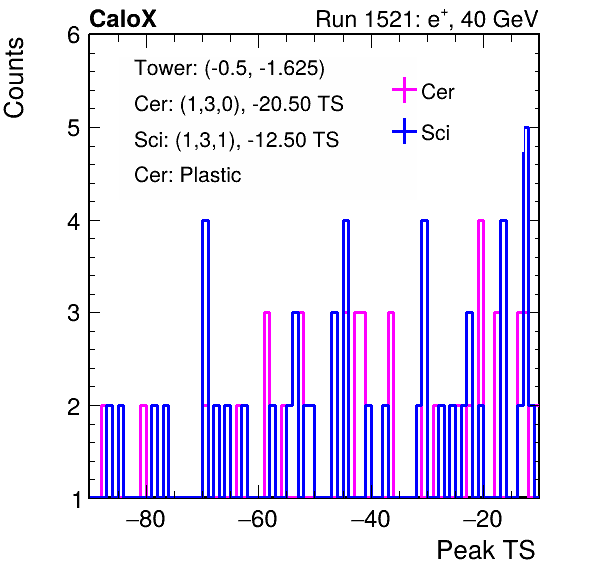 CaloX
Run 1521: e+, 40 GeV
Counts
6
5
4
3
2
1
Tower: (-0.5, -1.625)
Cer: (1,3,0), -20.50 TS
Sci: (1,3,1), -12.50 TS
Cer: Plastic
Cer
Sci
−80
−60
−40
−20
Peak TS